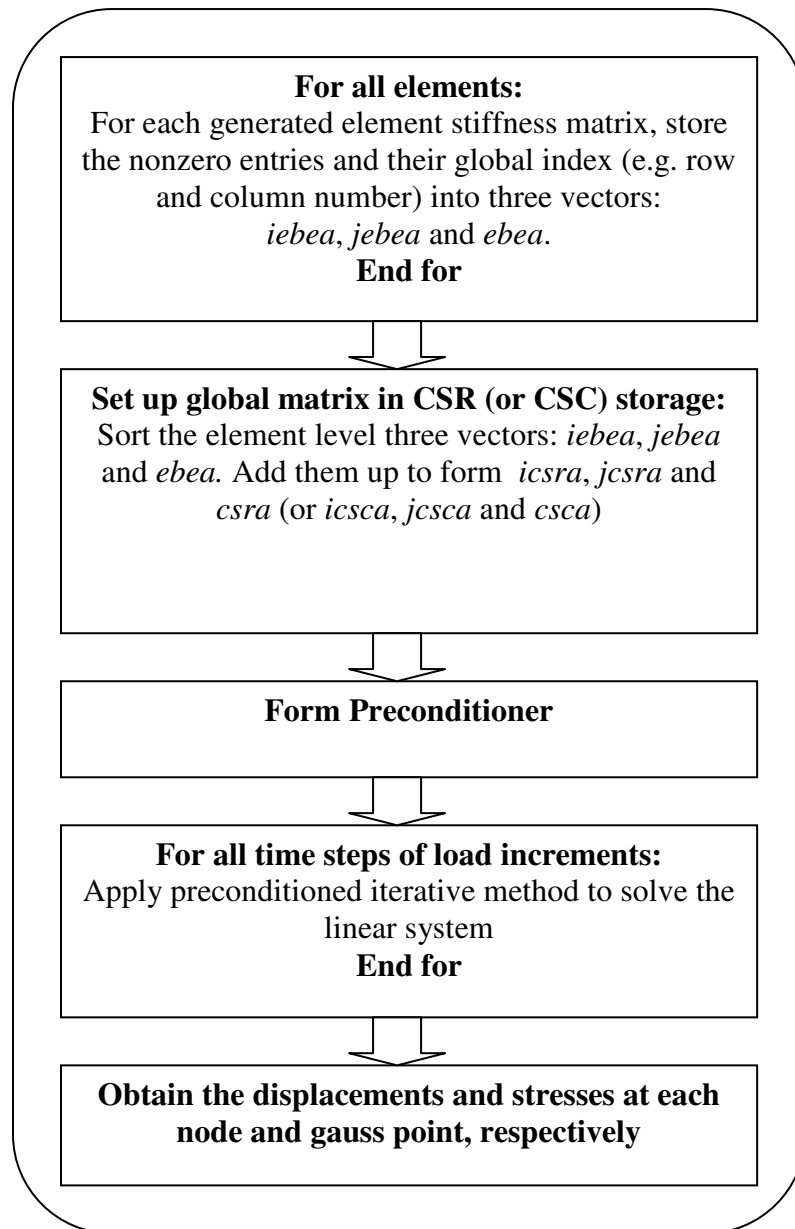 For all elements:
For each generated element stiffness matrix, store
the nonzero entries and their global index (e.g. row
and column number) into three vectors:
iebea, jebea and ebea.
End for
Set up global matrix in CSR (or CSC) storage:
Sort the element level three vectors: iebea, jebea
and ebea. Add them up to form icsra, jcsra and
csra (or icsca, jcsca and csca)
Form Preconditioner
For all time steps of load increments:
Apply preconditioned iterative method to solve the
linear system
End for
Obtain the displacements and stresses at each
node and gauss point, respectively